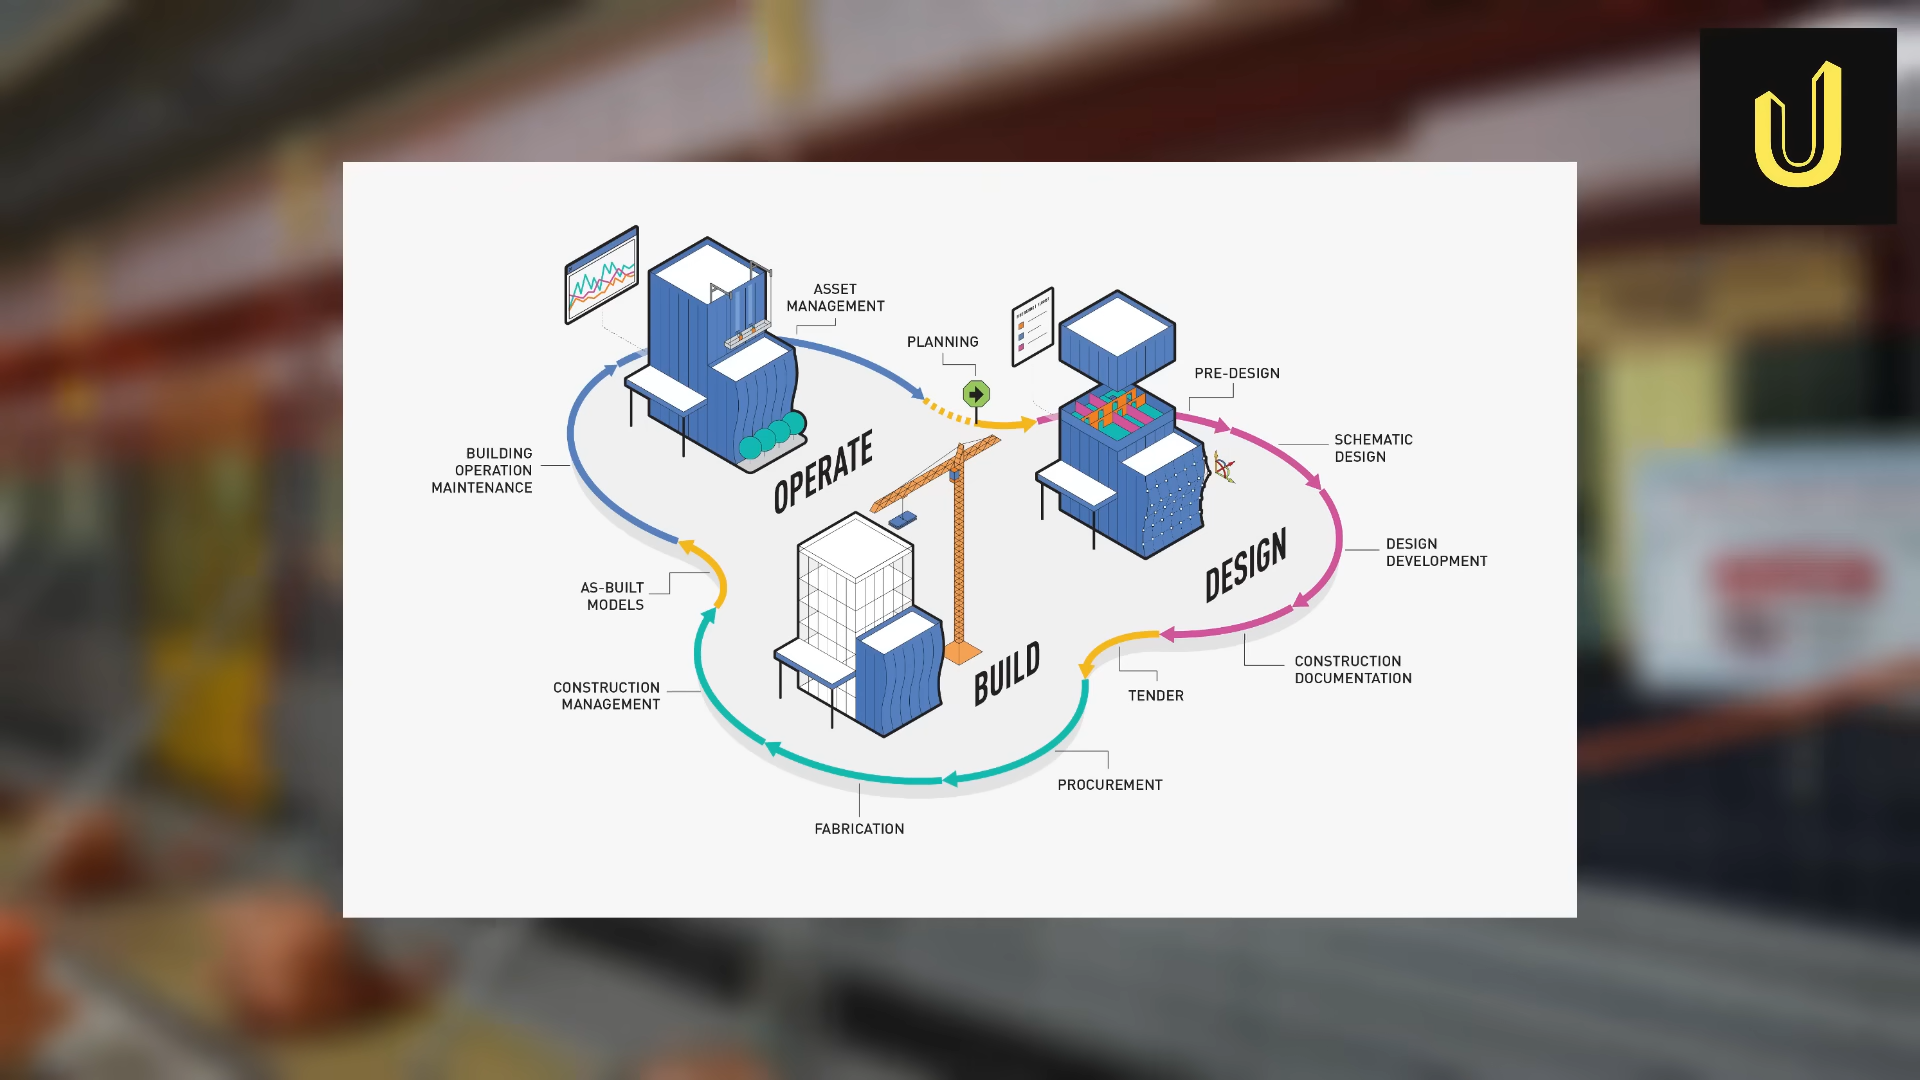 ASSET
MANAGEMENT
PLANNING
PRE-DESIGN
SCHEMATIC
DESIGN
BUILDING
OPERATION
MAINTENANCE
OPERATE
DESIGN
DEVELOPMENT
DESIGN
AS-BUILT
MODELS
BUILD
CONSTRUCTION
DOCUMENTATION
TENDER
CONSTRUCTION
MANAGEMENT
PROCUREMENT
FABRICATION